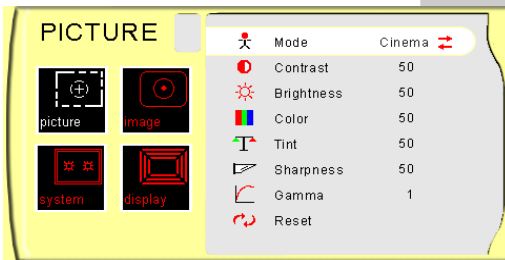 PICTURE
picture
image
system
display
Mode Cinema
Contrast 50
Brightness 50
Color 50
Tint 50
Sharpness 50
Gamma 1
Reset